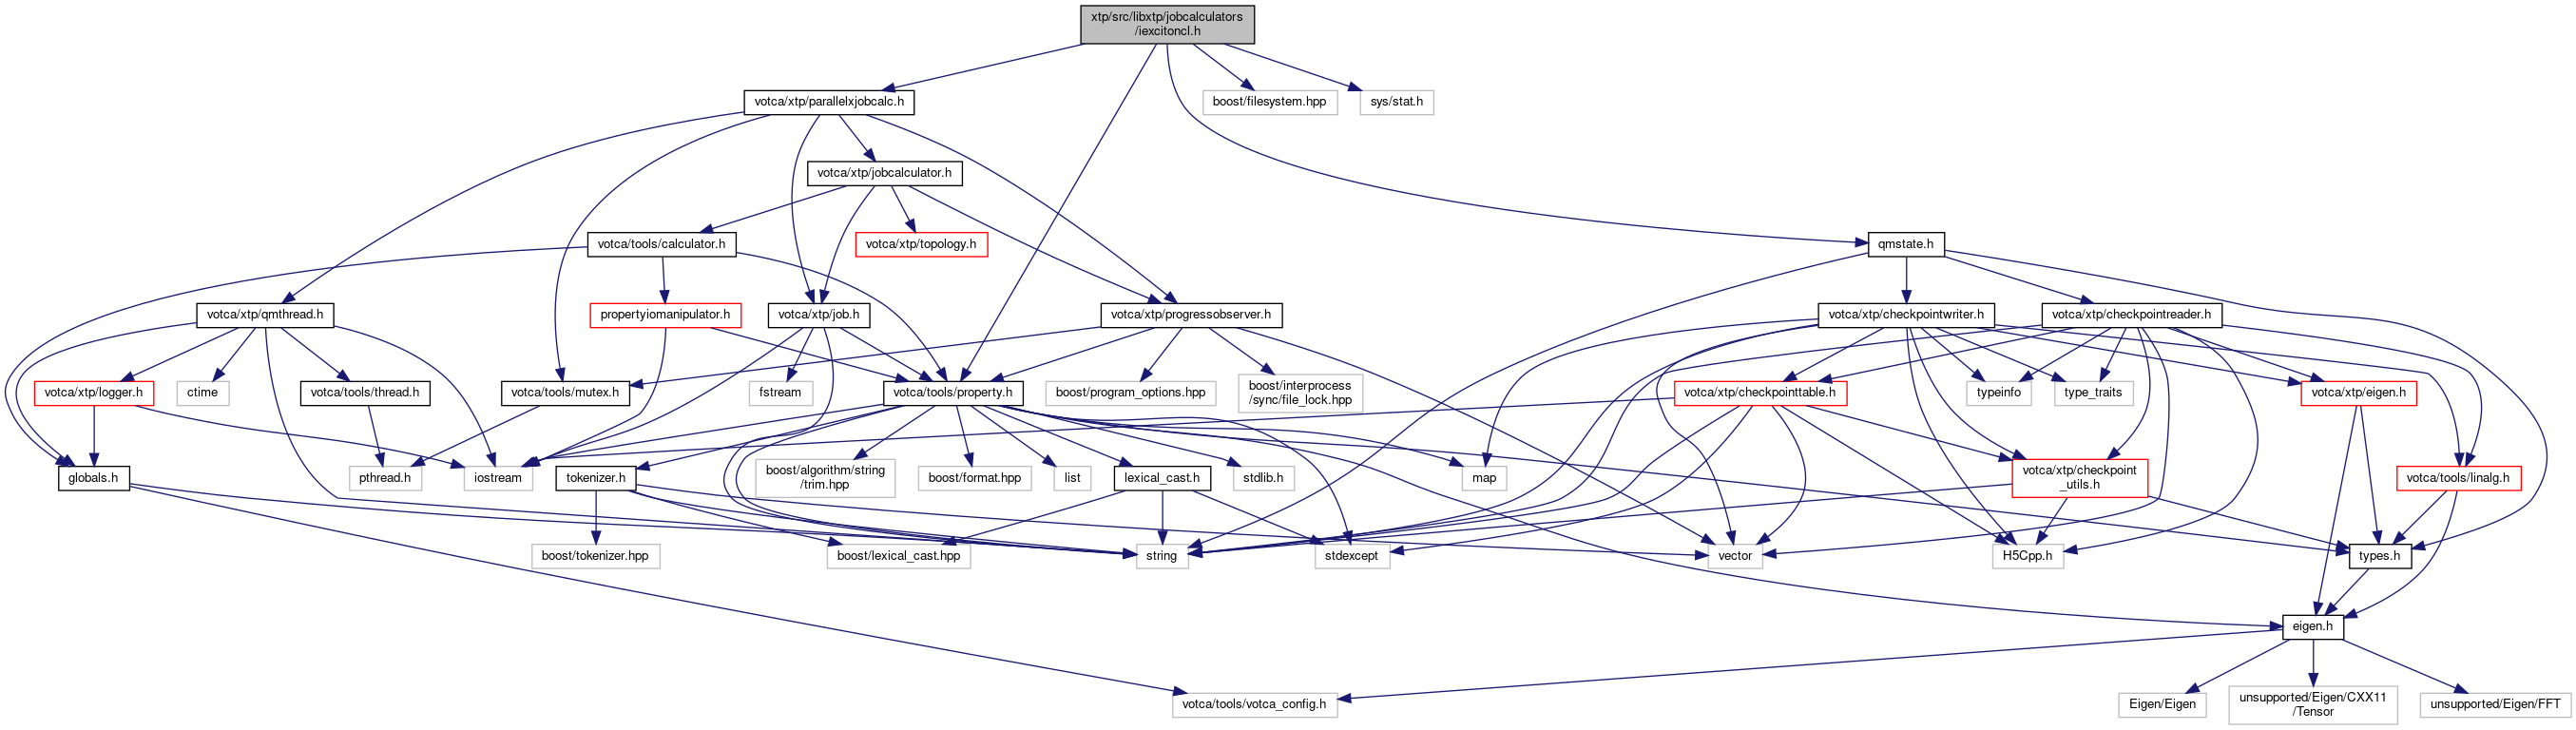 xtp/src/libxtp/jobcalculators
/iexcitoncl.h
votca/xtp/parallelxjobcalc.h
boost/filesystem.hpp
sys/stat.h
votca/xtp/jobcalculator.h
votca/tools/calculator.h
votca/xtp/topology.h
qmstate.h
votca/xtp/qmthread.h
propertyiomanipulator.h
votca/xtp/job.h
votca/xtp/progressobserver.h
votca/xtp/checkpointwriter.h
votca/xtp/checkpointreader.h
votca/xtp/logger.h
ctime
votca/tools/thread.h
votca/tools/mutex.h
fstream
votca/tools/property.h
boost/program_options.hpp
boost/interprocess
/sync/file_lock.hpp
votca/xtp/checkpointtable.h
typeinfo
type_traits
votca/xtp/eigen.h
globals.h
pthread.h
iostream
tokenizer.h
boost/algorithm/string
/trim.hpp
boost/format.hpp
list
lexical_cast.h
stdlib.h
map
votca/xtp/checkpoint
_utils.h
votca/tools/linalg.h
boost/tokenizer.hpp
boost/lexical_cast.hpp
string
stdexcept
vector
H5Cpp.h
types.h
eigen.h
votca/tools/votca_config.h
Eigen/Eigen
unsupported/Eigen/CXX11
/Tensor
unsupported/Eigen/FFT